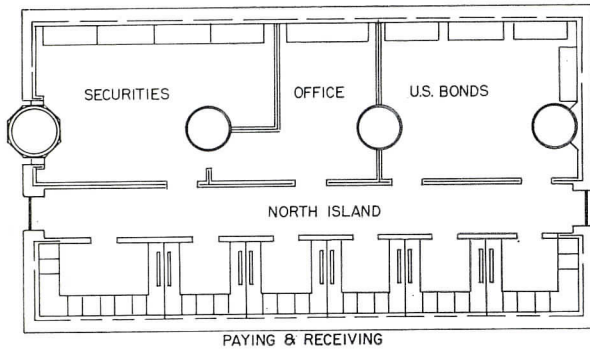 SECURITIES
OFFICE
U.S. BONDS
NORTH ISLAND
PAYING & RECEIVING